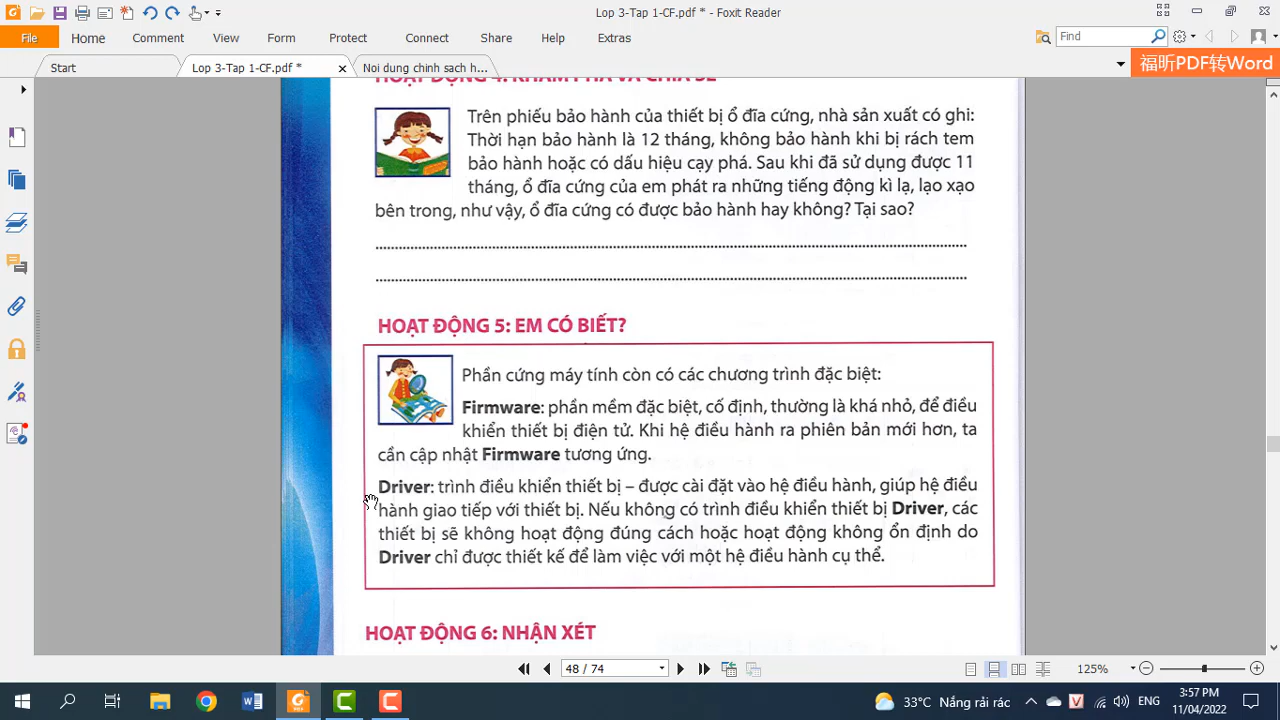 Lop 3-Tap 1-CF.pdf * - Foxit Reader
File Home Comment View Form Protect Connect Share Help Extras
Find
Start
Lop 3-Tap 1-CF.pdf *
Noi dung chinh sach h...
福昕PDF转Word
HOẠT ĐỘNG 4: KHÁM PHÁ VÀ CHIA SẺ
Trên phiếu bảo hành của thiết bị ổ đĩa cứng, nhà sản xuất có ghi:
Thời hạn bảo hành là 12 tháng, không bảo hành khi bị rách tem
bảo hành hoặc có dấu hiệu cạy phá. Sau khi đã sử dụng được 11
tháng, ổ đĩa cứng của em phát ra những tiếng động kì lạ, lạo xạo
bên trong, như vậy, ổ đĩa cứng có được bảo hành hay không? Tại sao?
HOẠT ĐỘNG 5: EM CÓ BIẾT?
Phần cứng máy tính còn có các chương trình đặc biệt:
Firmware: phần mềm đặc biệt, cố định, thường là khá nhỏ, để điều
khiển thiết bị điện tử. Khi hệ điều hành ra phiên bản mới hơn, ta
cần cập nhật Firmware tương ứng.
Driver: trình điều khiển thiết bị – được cài đặt vào hệ điều hành, giúp hệ điều
hành giao tiếp với thiết bị. Nếu không có trình điều khiển thiết bị Driver, các
thiết bị sẽ không hoạt động đúng cách hoặc hoạt động không ổn định do
Driver chỉ được thiết kế để làm việc với một hệ điều hành cụ thể.
HOẠT ĐỘNG 6: NHẬN XÉT
48 / 74
125%
33°C Nắng rải rác
ENG
3:57 PM
11/04/2022